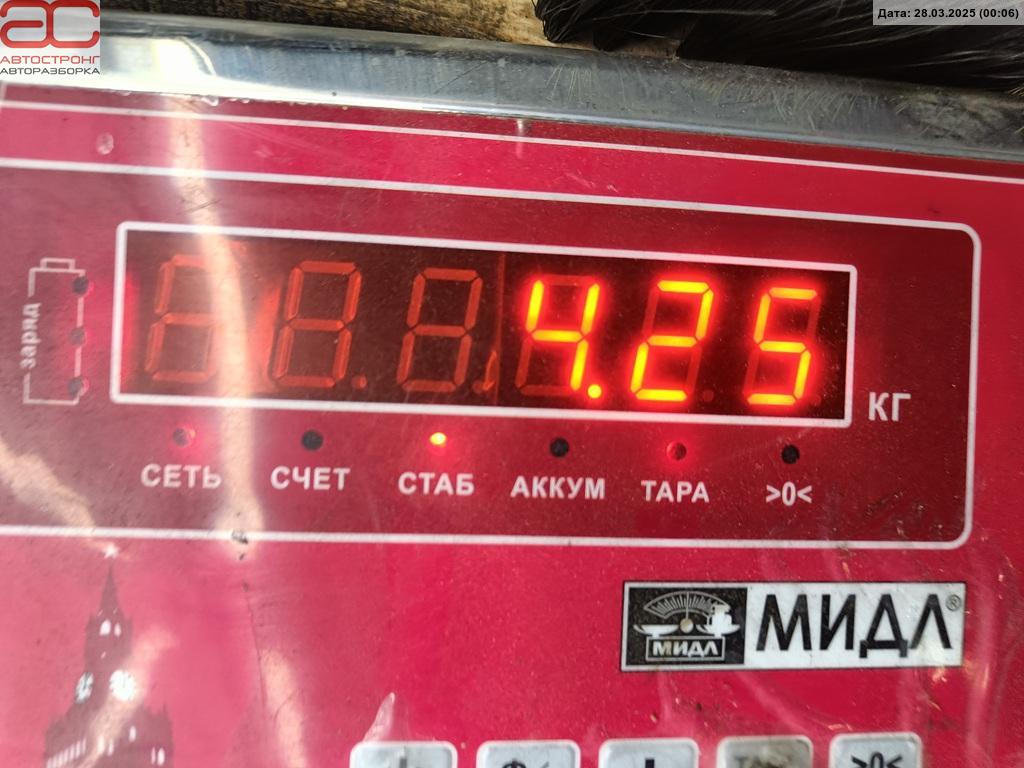 Дата: 28.03.2025 (00:06)
ас
АВТОСТРОНГ
АВТОРАЗБОРКА
заряд
4.25
КГ
СЕТЬ СЧЕТ СТАБ АККУМ ТАРА >0<
МИДЛ МИДЛ®
>0<